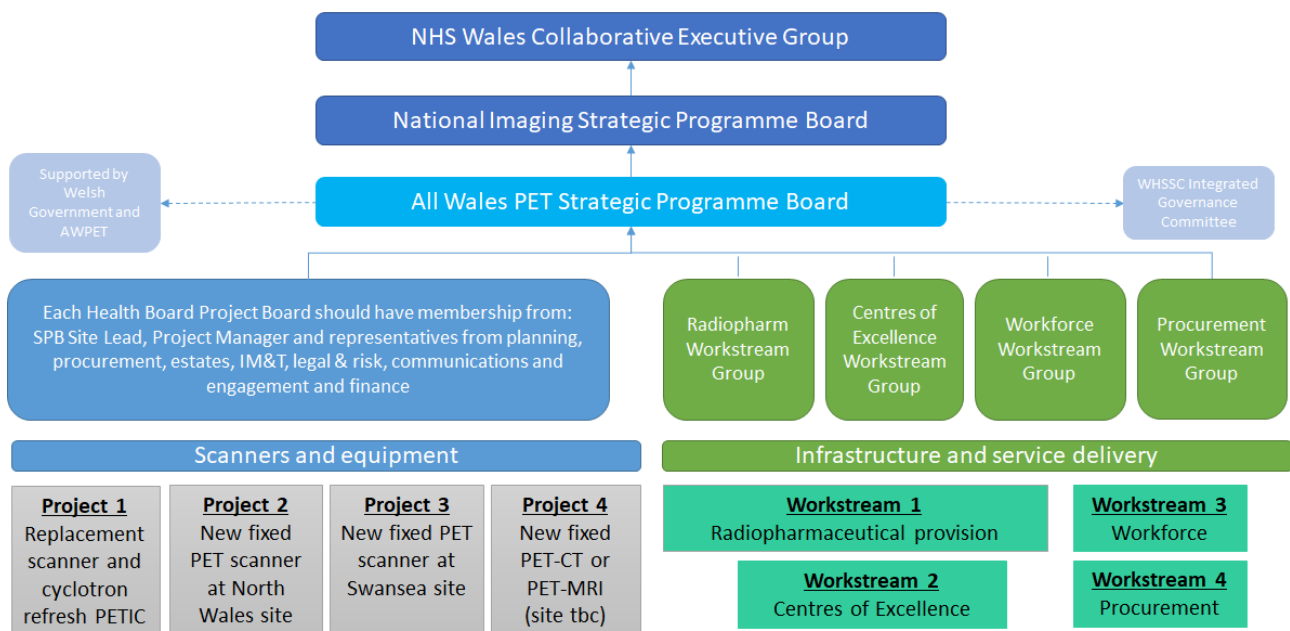 NHS Wales Collaborative Executive Group
National Imaging Strategic Programme Board
Supported by
Welsh
Government and
AWPET
All Wales PET Strategic Programme Board
WHSSC Integrated
Governance
Committee
Each Health Board Project Board should have membership from:
SPB Site Lead, Project Manager and representatives from planning,
procurement, estates, IM&T, legal & risk, communications and
engagement and finance
Radiopharm
Workstream
Group
Centres of
Excellence
Workstream
Group
Workforce
Workstream
Group
Procurement
Workstream
Group
Scanners and equipment
Infrastructure and service delivery
Project 1
Replacement
scanner and
cyclotron
refresh PETIC
Project 2
New fixed
PET scanner
at North
Wales site
Project 3
New fixed PET
scanner at
Swansea site
Project 4
New fixed
PET-CT or
PET-MRI
(site tbc)
Workstream 1
Radiopharmaceutical provision
Workstream 2
Centres of Excellence
Workstream 3
Workforce
Workstream 4
Procurement